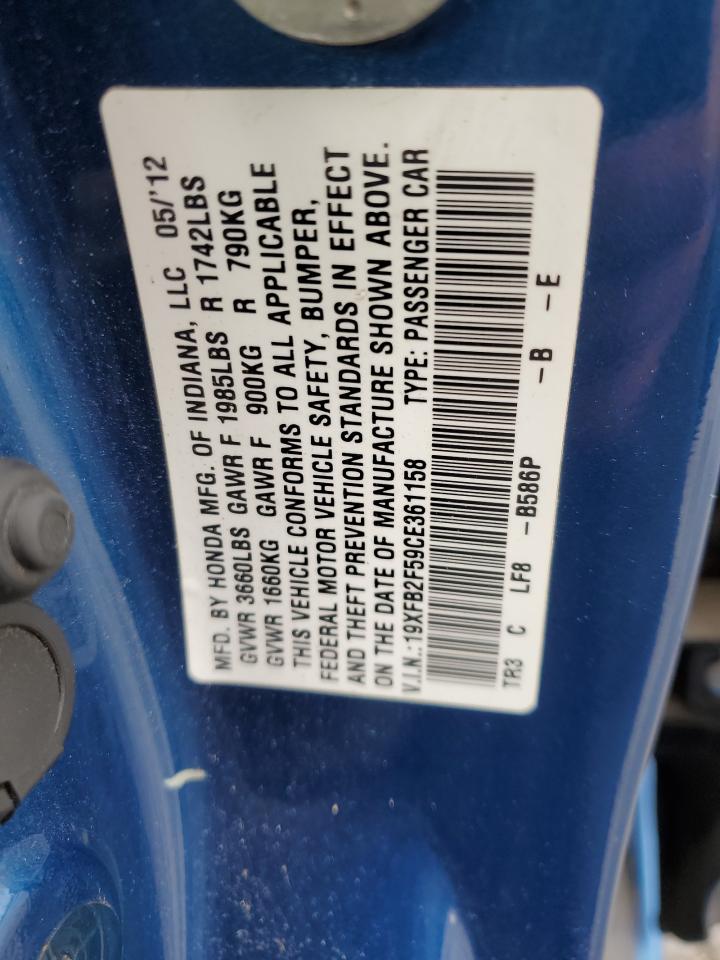 MFD. BY HONDA MFG. OF INDIANA, LLC 05/'12
GVWR 3660LBS GAWR F 1985LBS R 1742LBS
GVWR 1660KG GAWR F 900KG R 790KG
THIS VEHICLE CONFORMS TO ALL APPLICABLE
FEDERAL MOTOR VEHICLE SAFETY, BUMPER,
AND THEFT PREVENTION STANDARDS IN EFFECT
ON THE DATE OF MANUFACTURE SHOWN ABOVE.
V.I.N.:19XFB2F59CE361158 TYPE: PASSENGER CAR
TR3 C LF8 -B586P -B -E